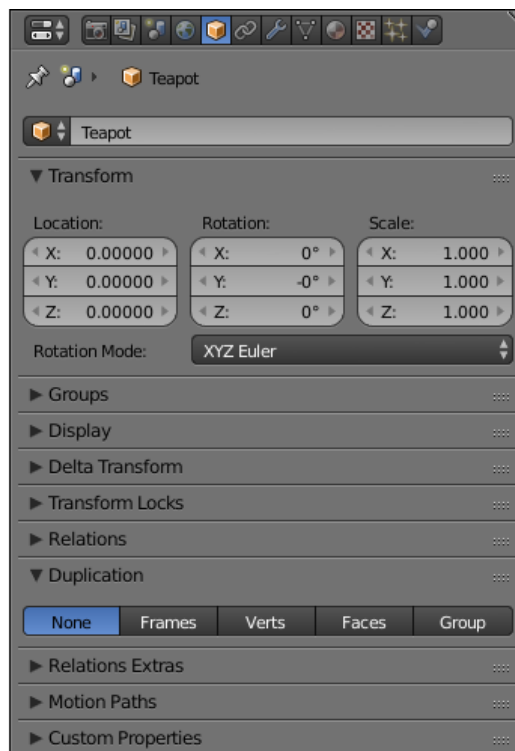 Teapot
Teapot
Transform
Location: Rotation: Scale:
X: 0.00000 X: 0° X: 1.000
Y: 0.00000 Y: -0° Y: 1.000
Z: 0.00000 Z: 0° Z: 1.000
Rotation Mode: XYZ Euler
Groups
Display
Delta Transform
Transform Locks
Relations
Duplication
None Frames Verts Faces Group
Relations Extras
Motion Paths
Custom Properties